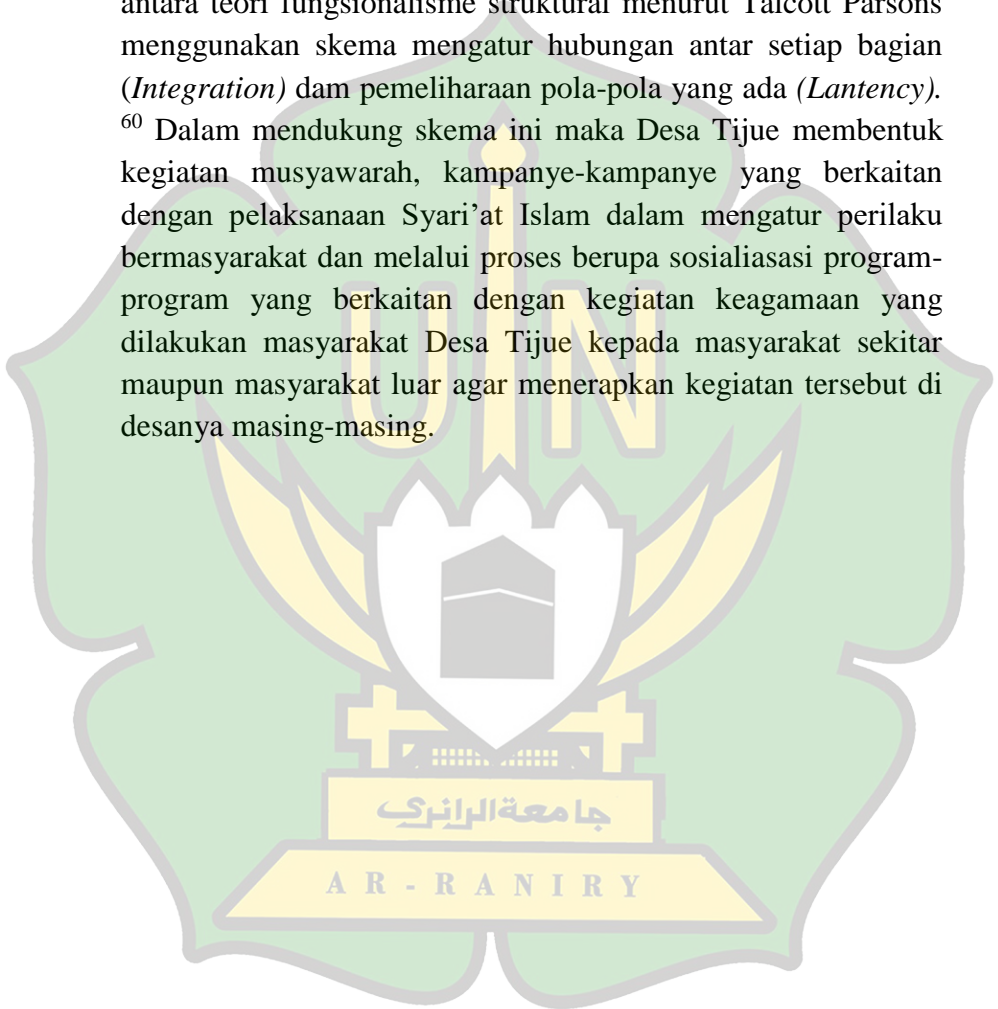 antara teori fungsionalisme struktural menurut Talcott Parsons
menggunakan skema mengatur hubungan antar setiap bagian
(Integration) dam pemeliharaan pola-pola yang ada (Lantency).
60 Dalam mendukung skema ini maka Desa Tijue membentuk
kegiatan musyawarah, kampanye-kampanye yang berkaitan
dengan pelaksanaan Syari’at Islam dalam mengatur perilaku
bermasyarakat dan melalui proses berupa sosialiasasi program-
program yang berkaitan dengan kegiatan keagamaan yang
dilakukan masyarakat Desa Tijue kepada masyarakat sekitar
maupun masyarakat luar agar menerapkan kegiatan tersebut di
desanya masing-masing.
UIN
جامعةالرانري
AR-RANIRY